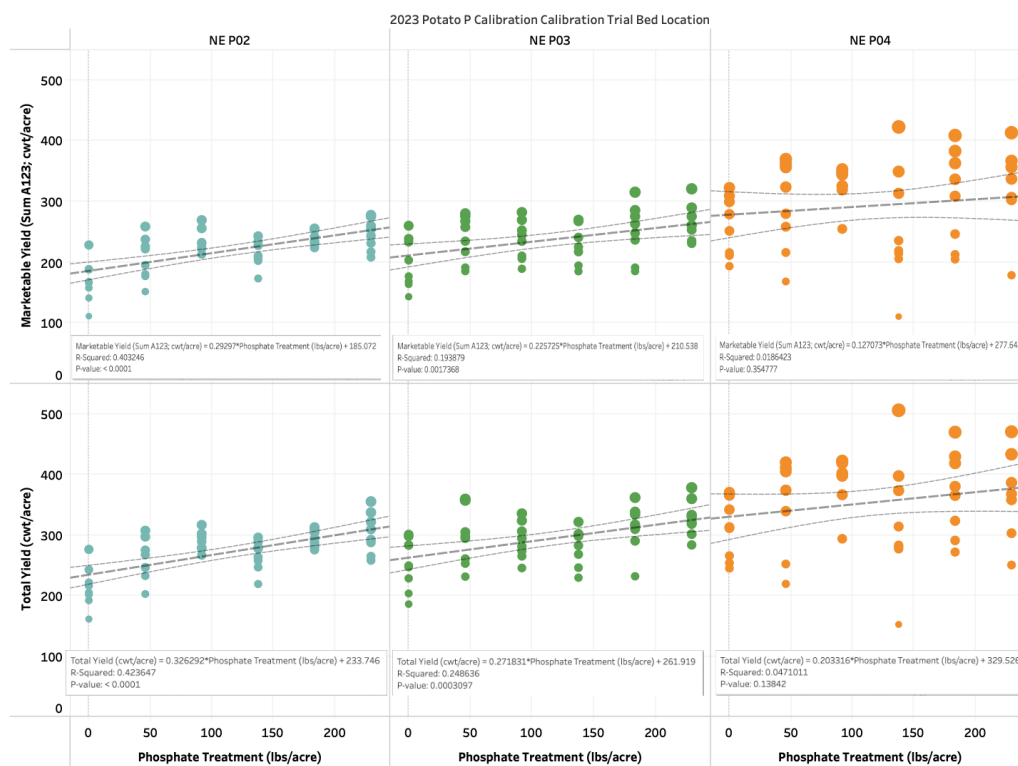 2023 Potato P Calibration Calibration Trial Bed Location
NE P02
NE P03
NE P04
Marketable Yield (Sum A123; cwt/acre)
500
400
300
200
100
0
Marketable Yield (Sum A123; cwt/acre) = 0.29297*Phosphate Treatment (lbs/acre) + 185.072
R-Squared: 0.403246
P-value: < 0.0001
Marketable Yield (Sum A123; cwt/acre) = 0.225725*Phosphate Treatment (lbs/acre) + 210.538
R-Squared: 0.193879
P-value: 0.0017368
Marketable Yield (Sum A123; cwt/acre) = 0.127073*Phosphate Treatment (lbs/acre) + 277.64
R-Squared: 0.0186423
P-value: 0.354777
Total Yield (cwt/acre)
500
400
300
200
100
0
Total Yield (cwt/acre) = 0.326292*Phosphate Treatment (lbs/acre) + 233.746
R-Squared: 0.423647
P-value: < 0.0001
Total Yield (cwt/acre) = 0.271831*Phosphate Treatment (lbs/acre) + 261.919
R-Squared: 0.248636
P-value: 0.0003097
Total Yield (cwt/acre) = 0.203316*Phosphate Treatment (lbs/acre) + 329.526
R-Squared: 0.0471011
P-value: 0.13842
0 50 100 150 200
0 50 100 150 200
0 50 100 150 200
Phosphate Treatment (lbs/acre)
Phosphate Treatment (lbs/acre)
Phosphate Treatment (lbs/acre)